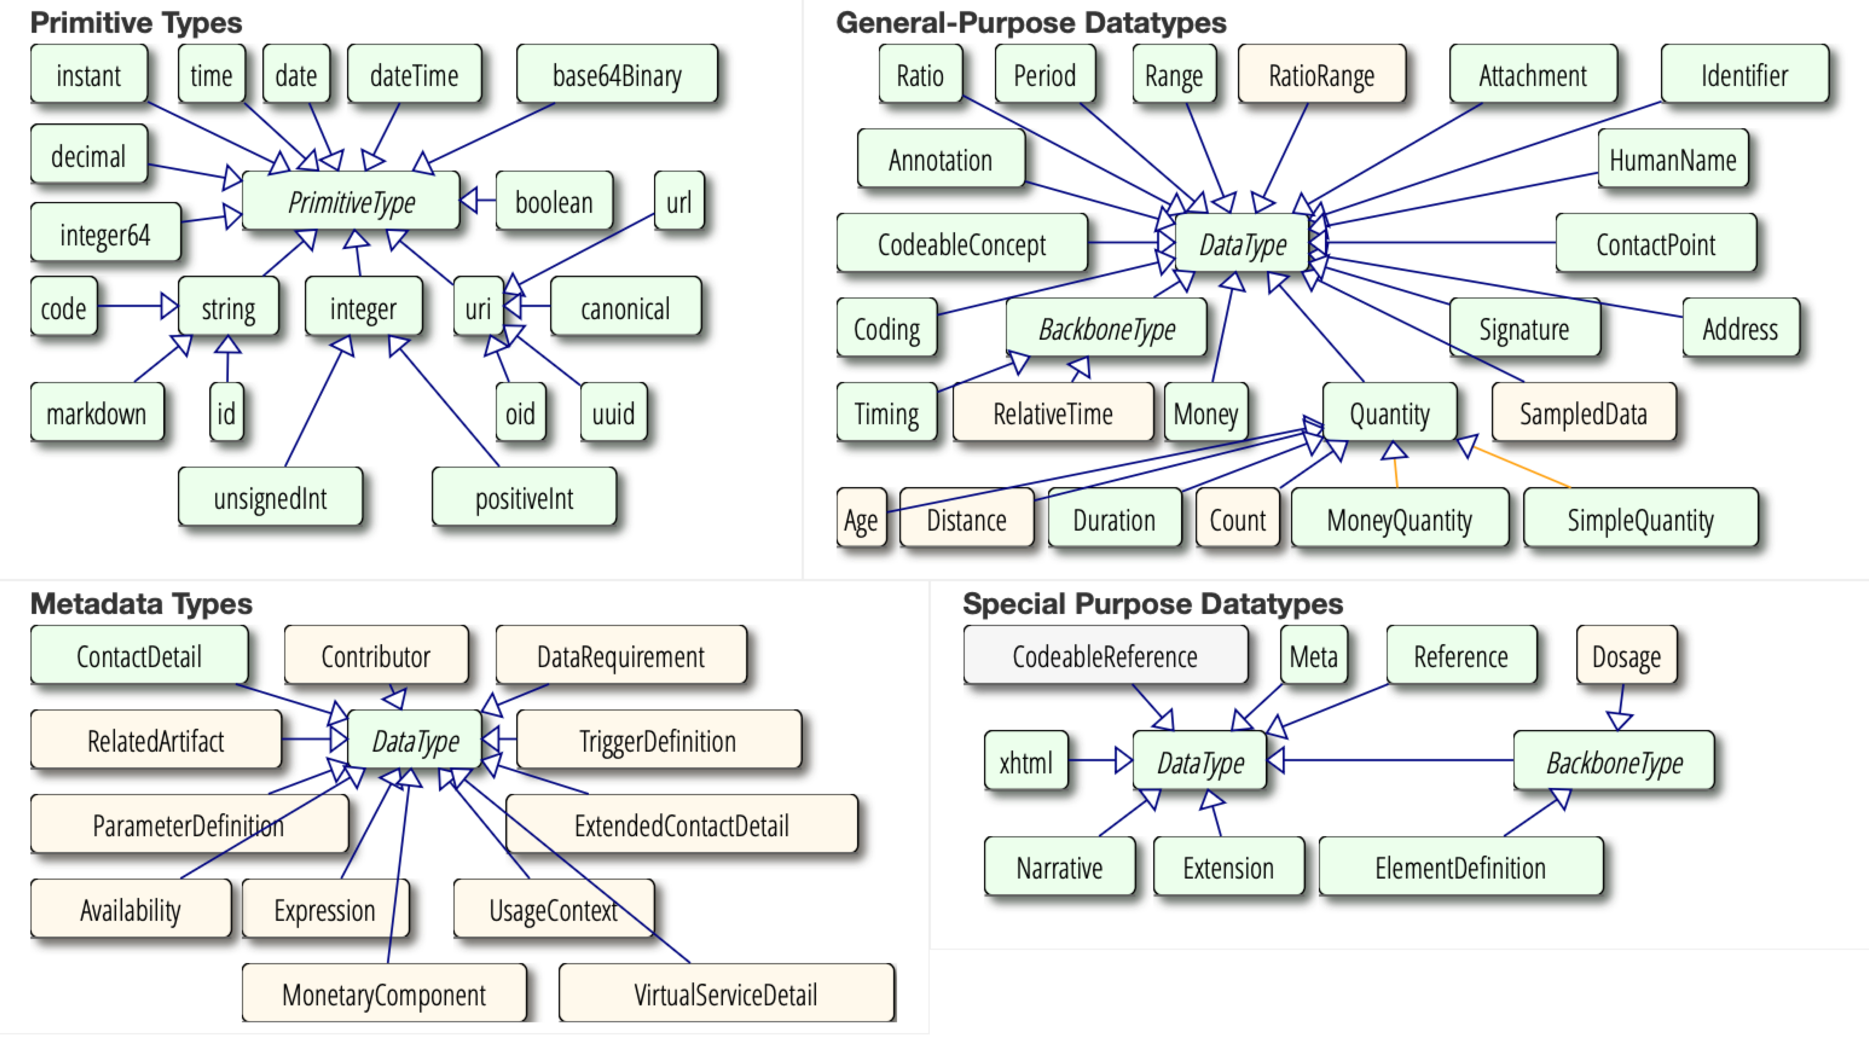 Primitive Types
instant
time
date
dateTime
base64Binary
decimal
PrimitiveType
boolean
url
integer64
code
string
integer
uri
canonical
markdown
id
oid
uuid
unsignedInt
positiveInt
General-Purpose Datatypes
Ratio
Period
Range
RatioRange
Attachment
Identifier
Annotation
HumanName
CodeableConcept
DataType
ContactPoint
Coding
BackboneType
Signature
Address
Timing
RelativeTime
Money
Quantity
SampledData
Age
Distance
Duration
Count
MoneyQuantity
SimpleQuantity
Metadata Types
ContactDetail
Contributor
DataRequirement
RelatedArtifact
DataType
TriggerDefinition
ParameterDefinition
ExtendedContactDetail
Availability
Expression
UsageContext
MonetaryComponent
VirtualServiceDetail
Special Purpose Datatypes
CodeableReference
Meta
Reference
Dosage
xhtml
DataType
BackboneType
Narrative
Extension
ElementDefinition